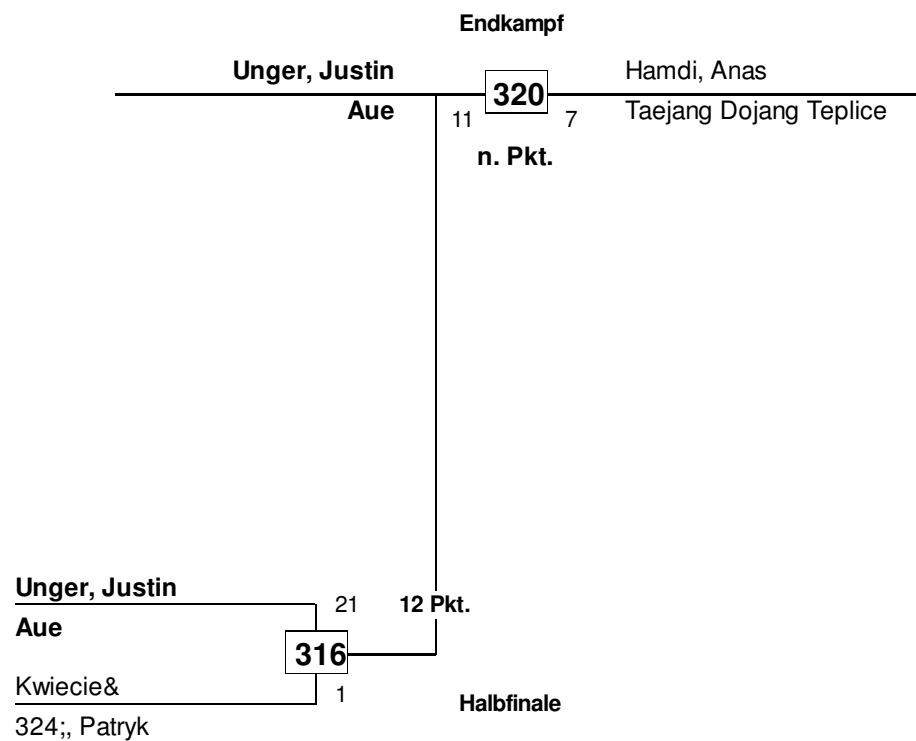 Endkampf
Unger, Justin
320
Hamdi, Anas
Aue
11
7
Taejang Dojang Teplice
n. Pkt.
Unger, Justin
21
12 Pkt.
Aue
316
Kwiecie&
1
Halbfinale
324;, Patryk